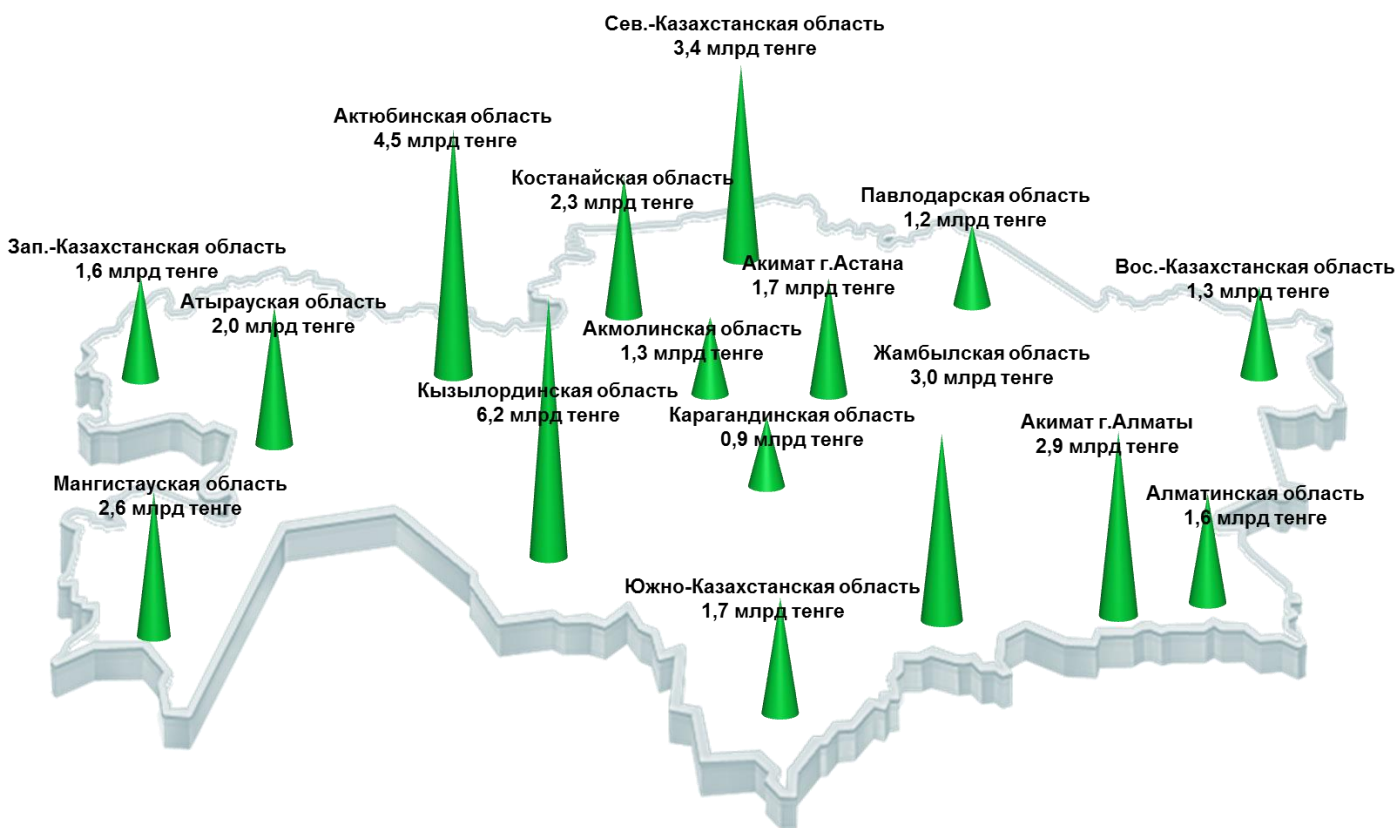 Сев.-Казахстанская область
3,4 млрд тенге
Актюбинская область
4,5 млрд тенге
Костанайская область
2,3 млрд тенге
Павлодарская область
1,2 млрд тенге
Зап.-Казахстанская область
1,6 млрд тенге
Акимат г.Астана
1,7 млрд тенге
Вос.-Казахстанская область
1,3 млрд тенге
Атырауская область
2,0 млрд тенге
Акмолинская область
1,3 млрд тенге
Жамбылская область
3,0 млрд тенге
Кызылординская область
6,2 млрд тенге
Карагандинская область
0,9 млрд тенге
Акимат г.Алматы
2,9 млрд тенге
Мангистауская область
2,6 млрд тенге
Алматинская область
1,6 млрд тенге
Южно-Казахстанская область
1,7 млрд тенге